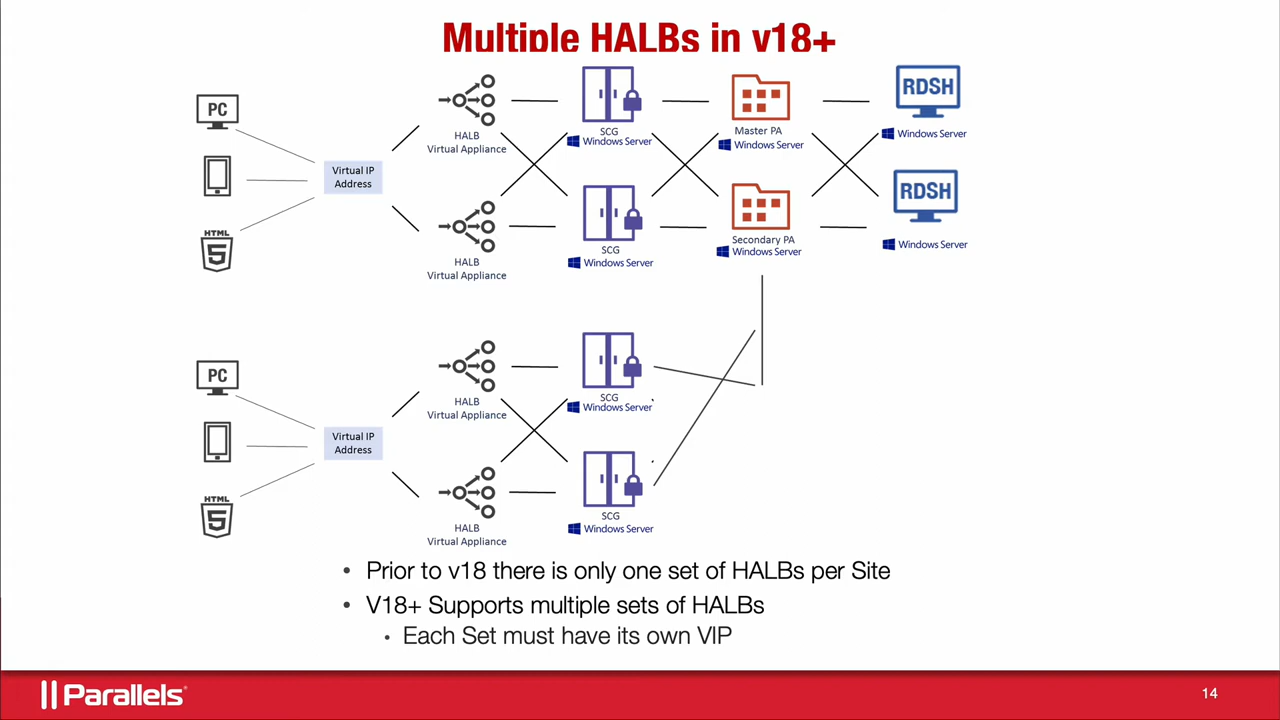 Multiple HALBs in v18+
PC
HTML
5
Virtual IP
Address
HALB
Virtual Appliance
HALB
Virtual Appliance
SCG
Windows Server
SCG
Windows Server
Master PA
Windows Server
Secondary PA
Windows Server
RDSH
Windows Server
RDSH
Windows Server
PC
HTML
5
Virtual IP
Address
HALB
Virtual Appliance
HALB
Virtual Appliance
SCG
Windows Server
SCG
Windows Server
• Prior to v18 there is only one set of HALBs per Site
• V18+ Supports multiple sets of HALBs
• Each Set must have its own VIP
Parallels®
14